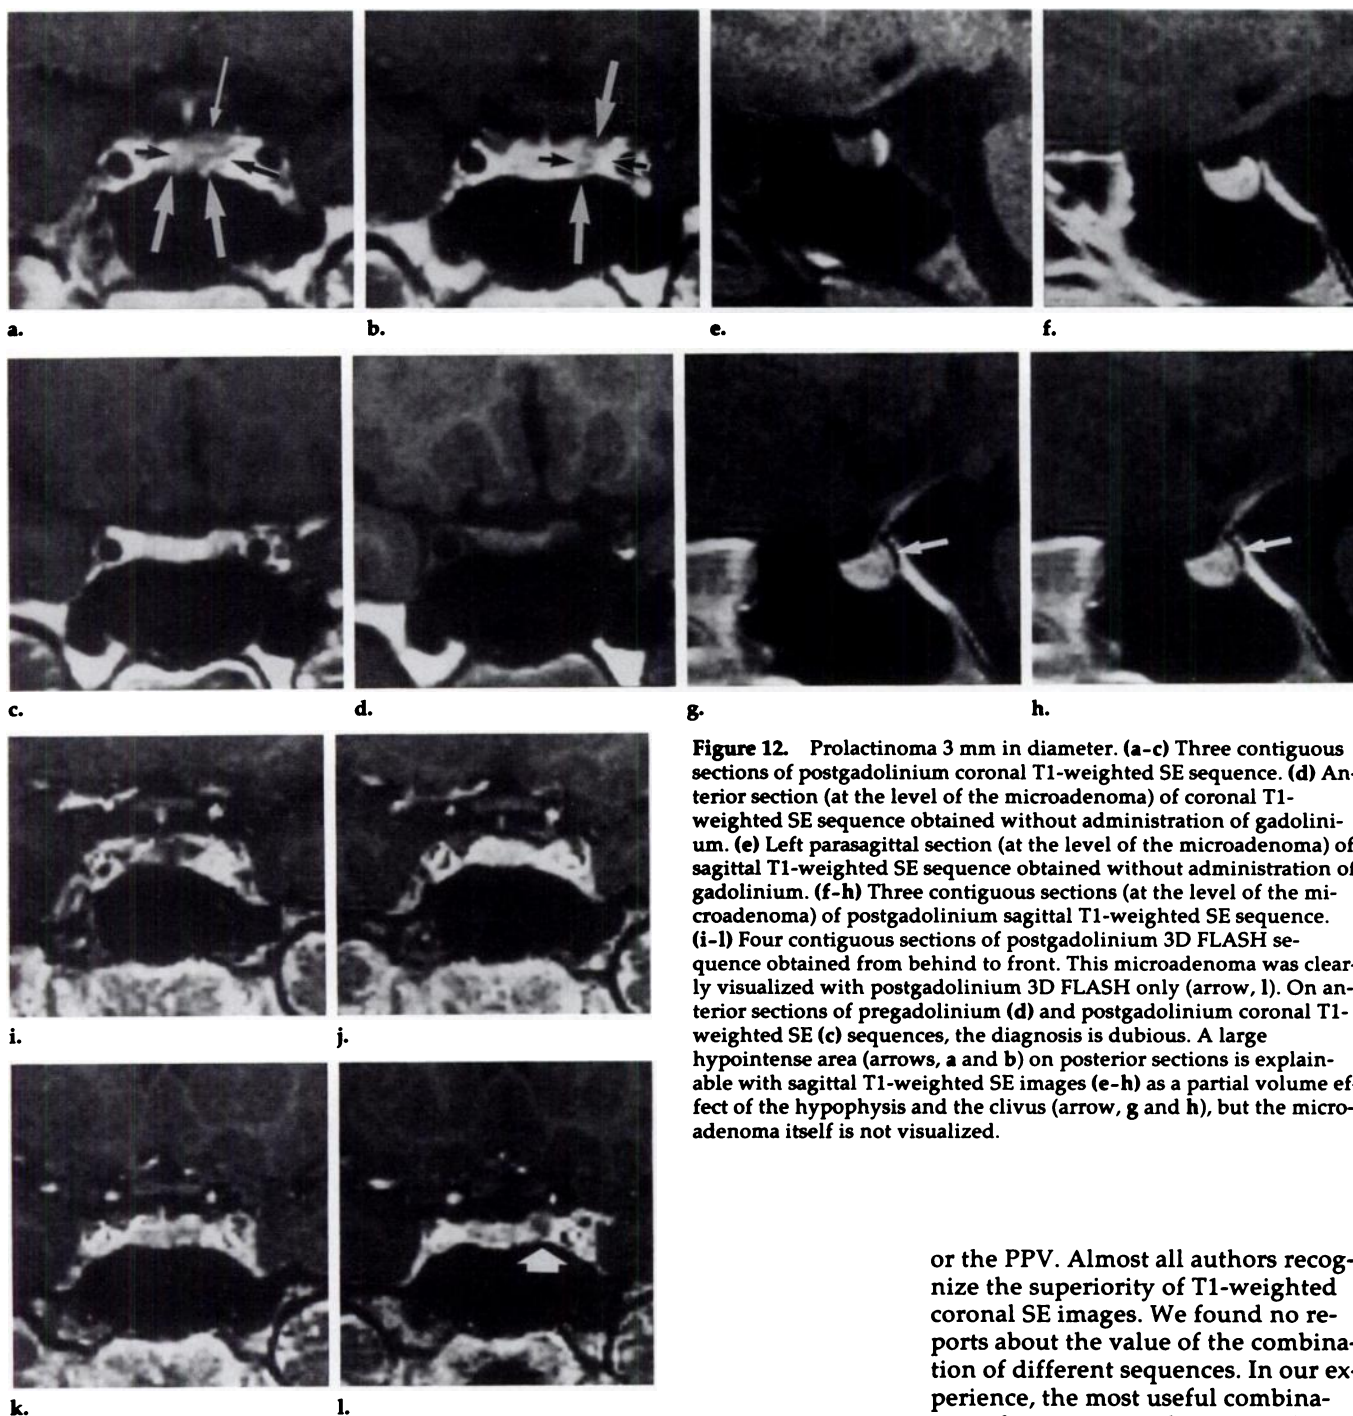 a.
b.
e.
f.
c.
d.
g.
h.
Figure 12. Prolactinoma 3 mm in diameter. (a-c) Three contiguous
sections of postgadolinium coronal T1-weighted SE sequence. (d) An-
terior section (at the level of the microadenoma) of coronal T1-
weighted SE sequence obtained without administration of gadolini-
um. (e) Left parasagittal section (at the level of the microadenoma) of
sagittal T1-weighted SE sequence obtained without administration of
gadolinium. (f-h) Three contiguous sections (at the level of the mi-
croadenoma) of postgadolinium sagittal T1-weighted SE sequence.
(i-l) Four contiguous sections of postgadolinium 3D FLASH se-
quence obtained from behind to front. This microadenoma was clear-
ly visualized with postgadolinium 3D FLASH only (arrow, l). On an-
terior sections of pregadolinium (d) and postgadolinium coronal T1-
weighted SE (c) sequences, the diagnosis is dubious. A large
hypointense area (arrows, a and b) on posterior sections is explain-
able with sagittal T1-weighted SE images (e-h) as a partial volume ef-
fect of the hypophysis and the clivus (arrow, g and h), but the micro-
adenoma itself is not visualized.
i.
j.
k.
l.
or the PPV. Almost all authors recog-
nize the superiority of T1-weighted
coronal SE images. We found no re-
ports about the value of the combina-
tion of different sequences. In our ex-
perience, the most useful combina-